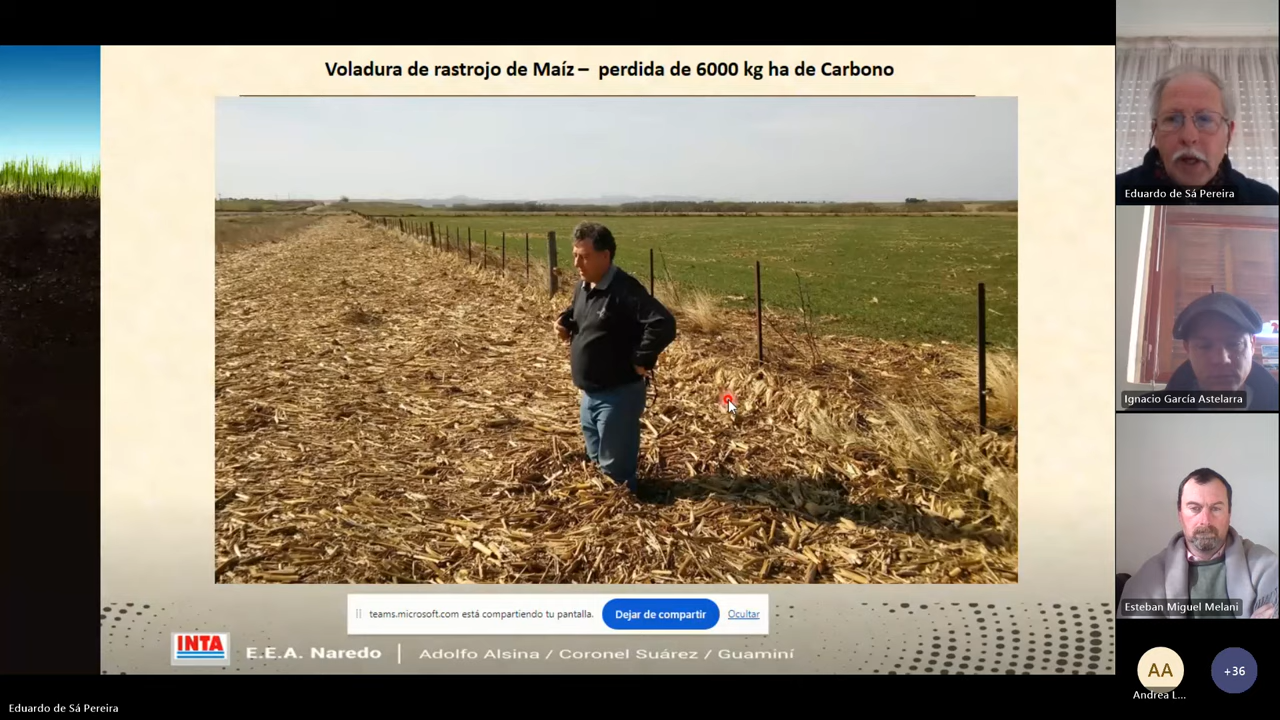 Voladura de rastrojo de Maíz – perdida de 6000 kg ha de Carbono
teams.microsoft.com está compartiendo tu pantalla.
Dejar de compartir
Ocultar
INTA
E.E.A. Naredo
Adolfo Alsina / Coronel Suárez / Guaminí
Eduardo de Sá Pereira
Ignacio García Astelarra
Esteban Miguel Melani
AA
Andrea L...
+36
Eduardo de Sá Pereira